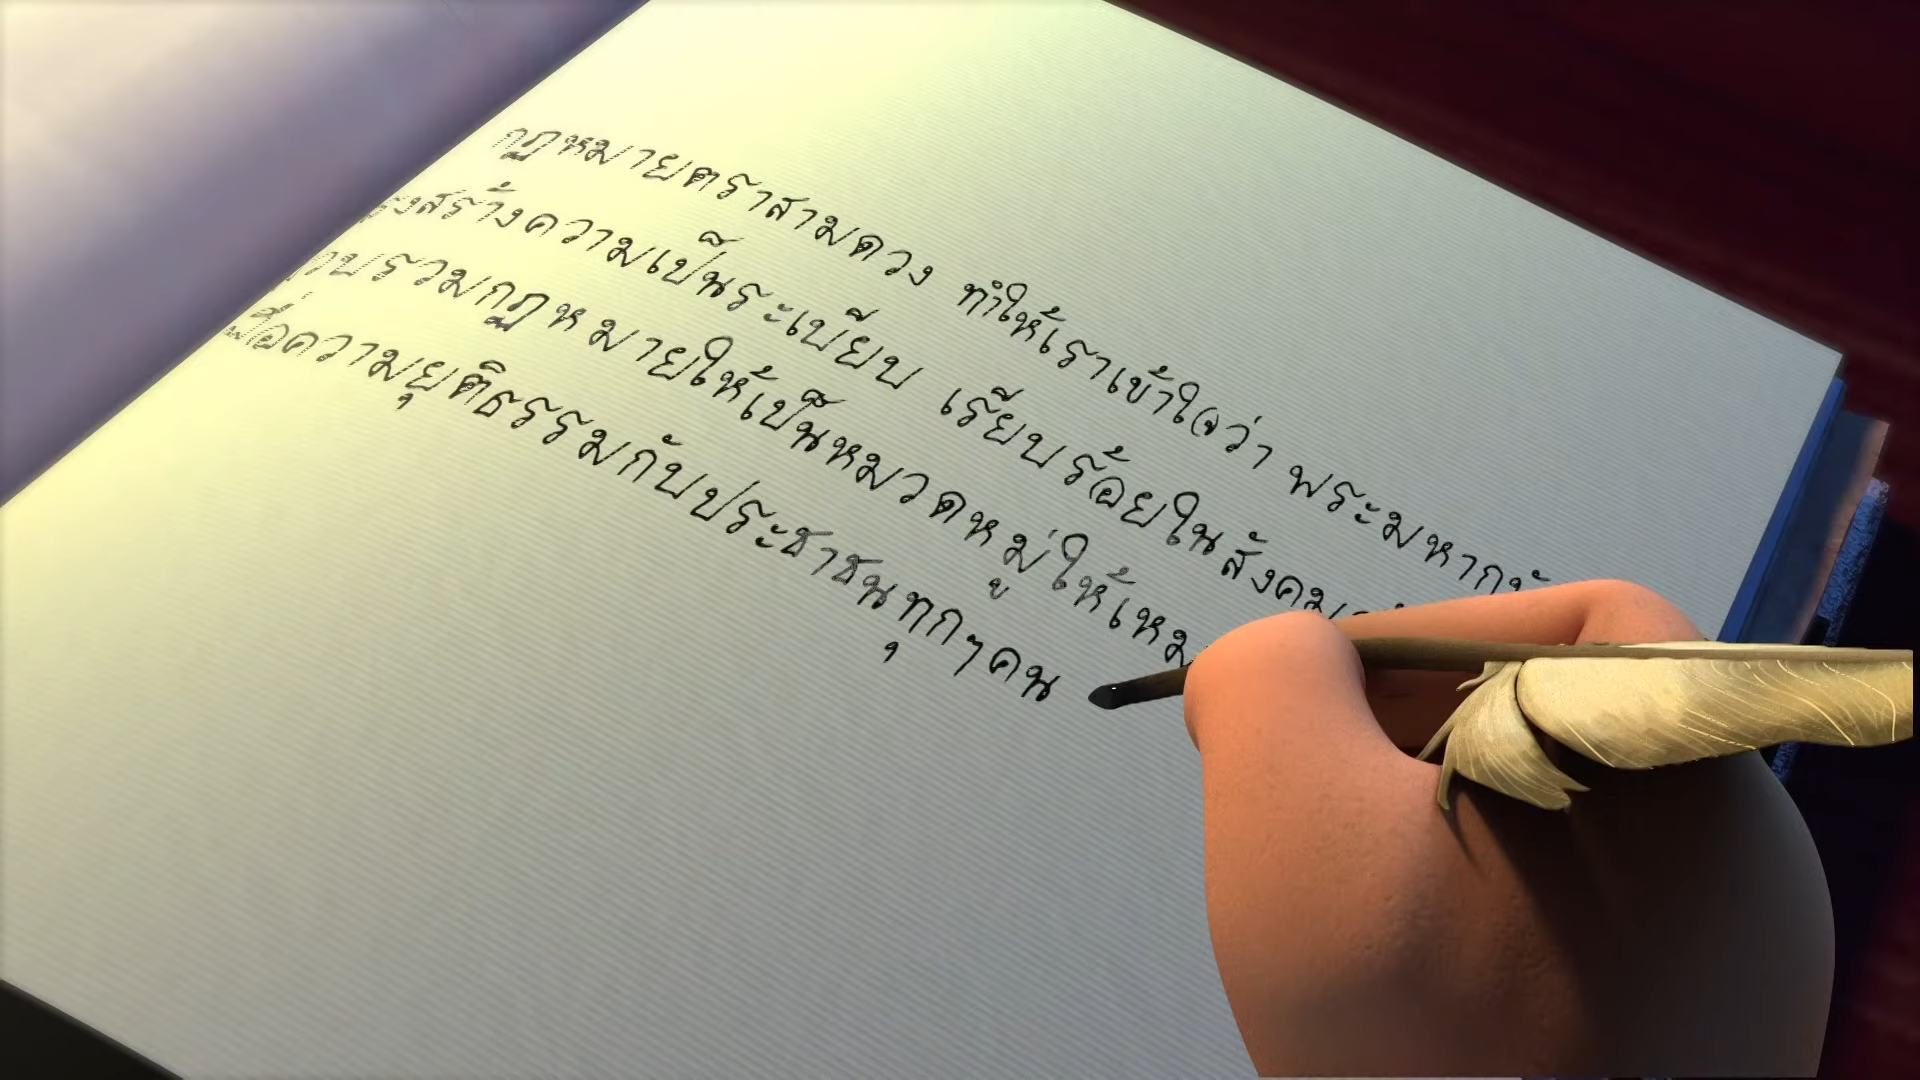 กฎหมายตราสามดวง ทำให้เราเข้าใจว่า พระมหากษั
สร้างความเป็นระเบียบ เรียบร้อยในสังคม
รวบรวมกฎหมายให้เป็นหมวดหมู่ให้เหม
เพื่อความยุติธรรมกับประชาชนทุกๆคน